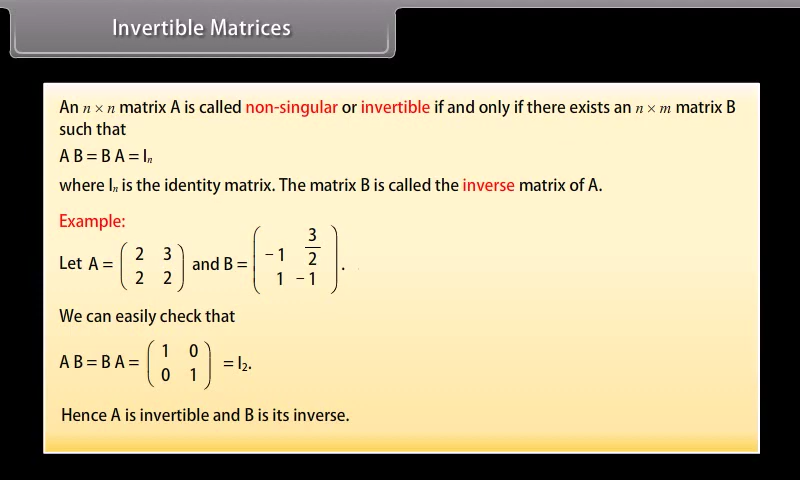 Invertible Matrices
An n × n matrix A is called non-singular or invertible if and only if there exists an n × m matrix B
such that
A B = B A = Iₙ
where Iₙ is the identity matrix. The matrix B is called the inverse matrix of A.
Example:
Let A = ( 2 3 ; 2 2 ) and B = ( −1 3/2 ; 1 −1 ).
We can easily check that
A B = B A = ( 1 0 ; 0 1 ) = I₂.
Hence A is invertible and B is its inverse.